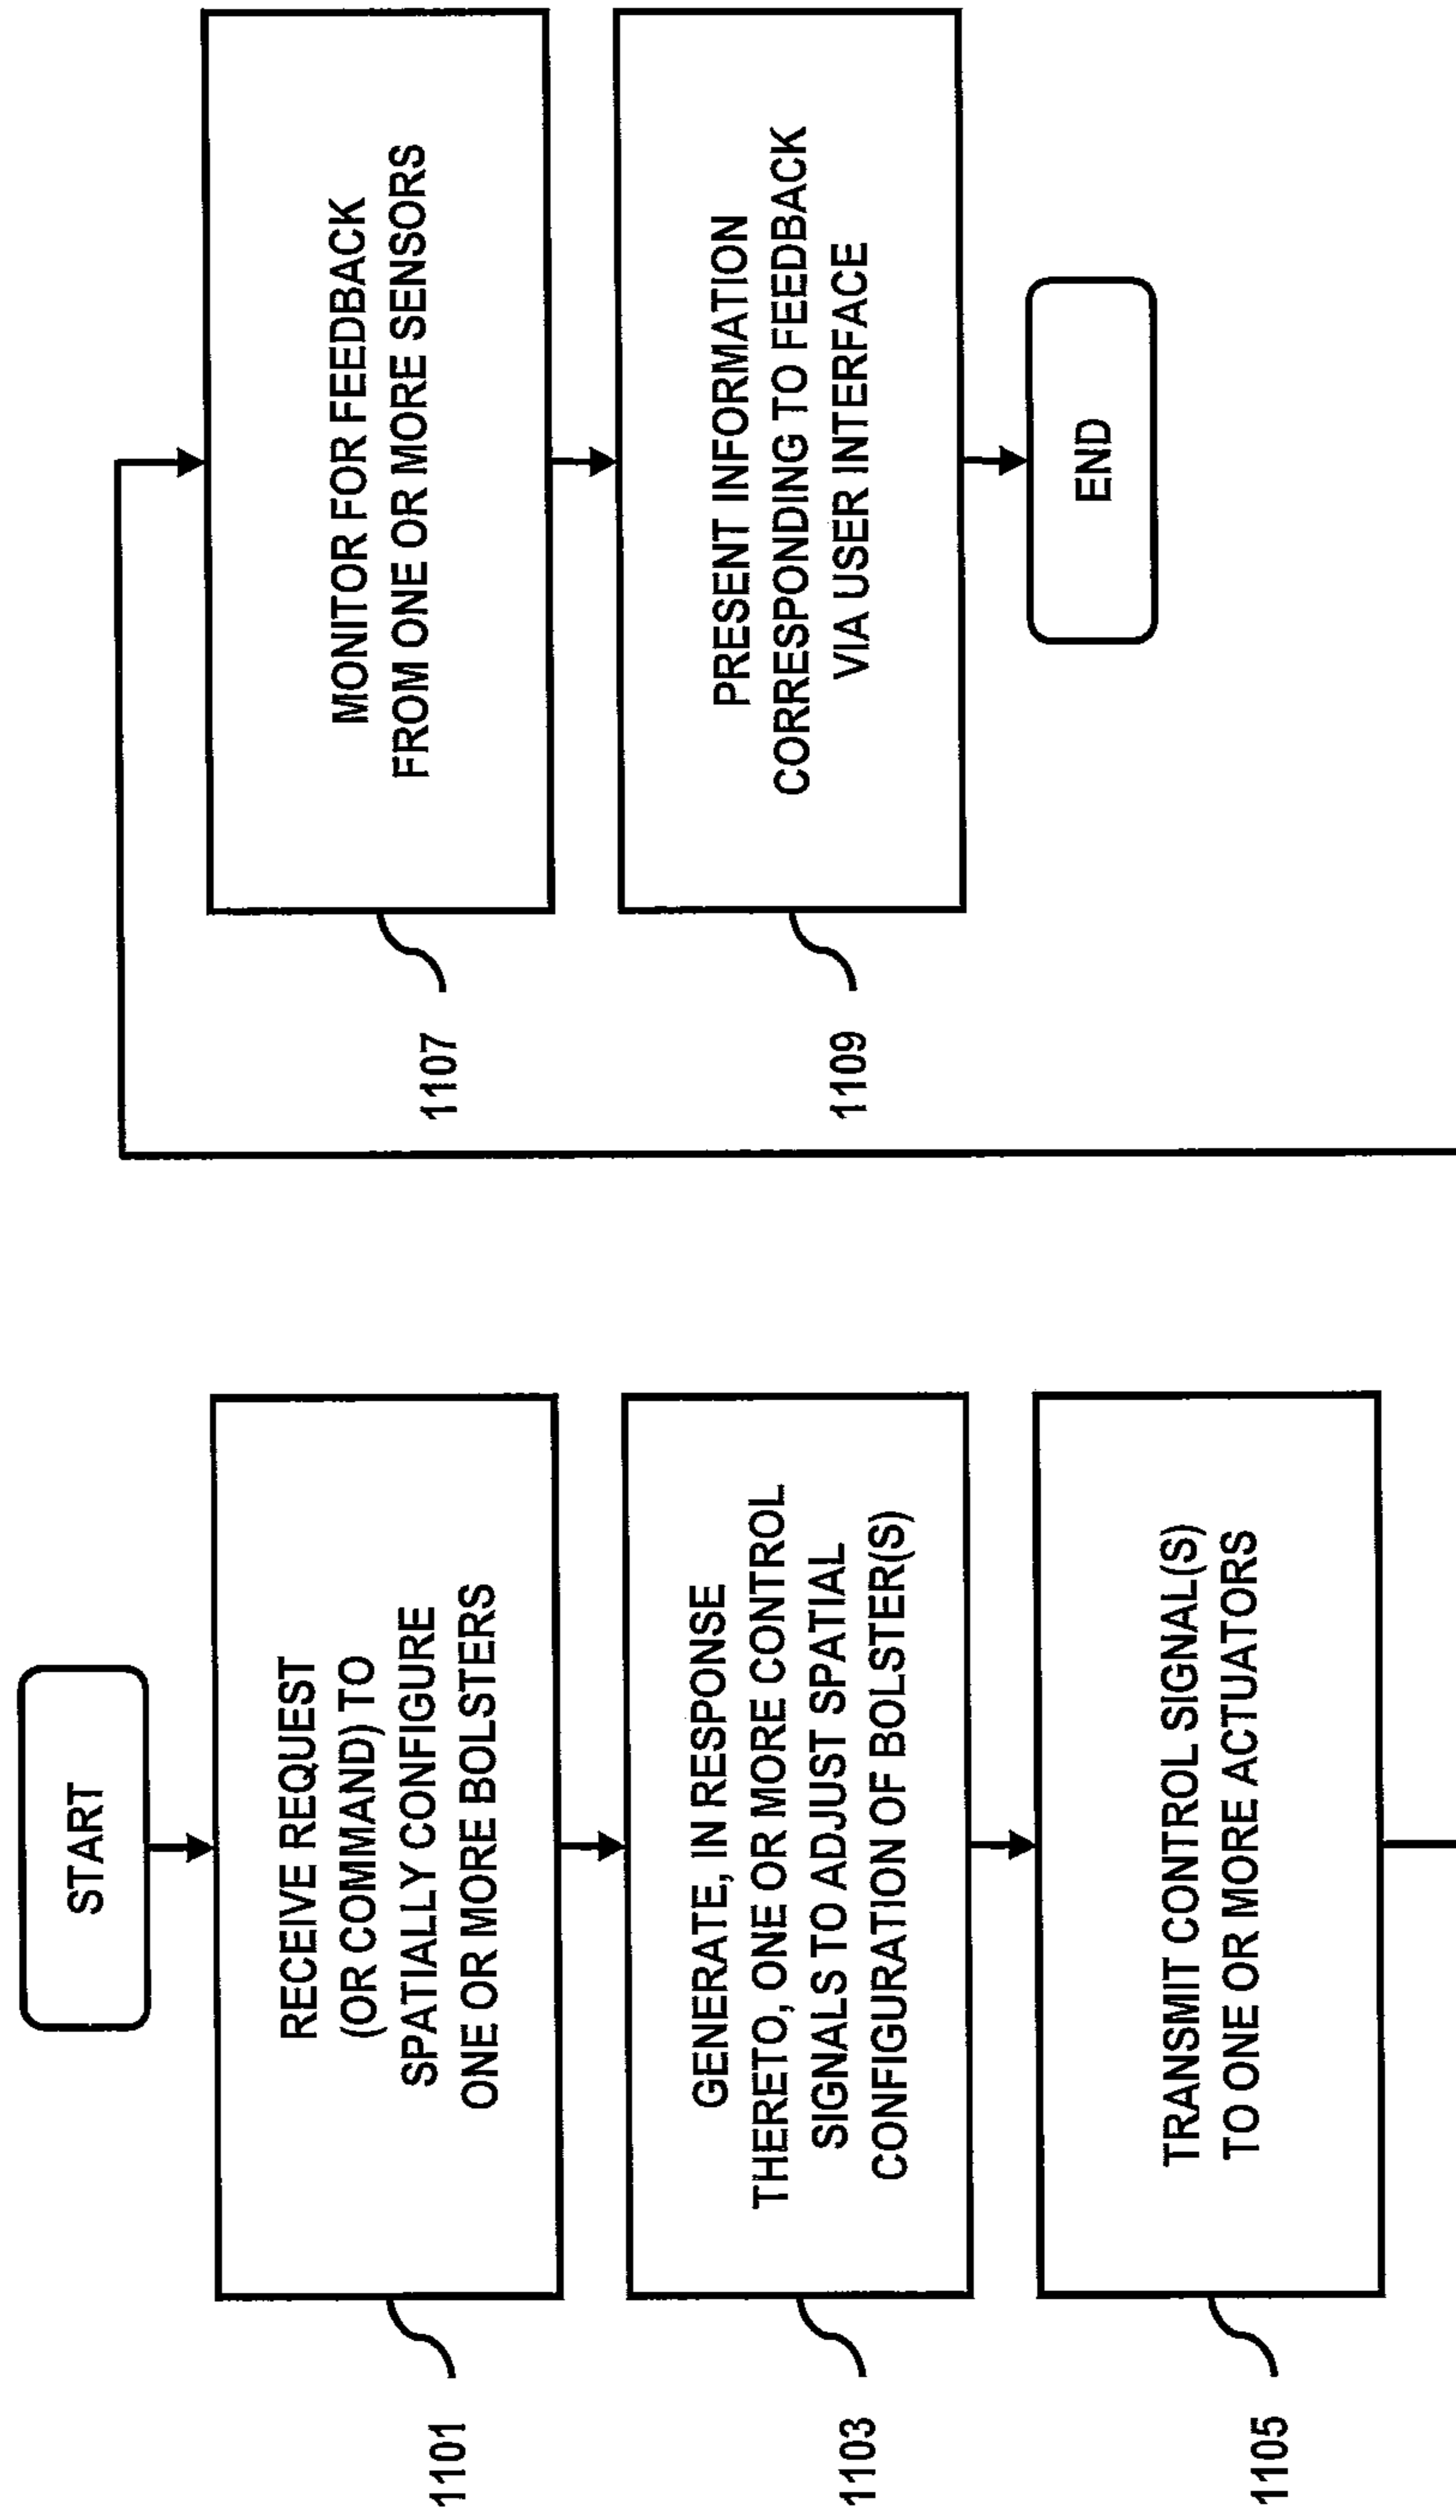 START
RECEIVE REQUEST
(OR COMMAND) TO
SPATIALLY CONFIGURE
ONE OR MORE BOLSTERS
1101
GENERATE, IN RESPONSE
THERETO, ONE OR MORE CONTROL
SIGNALS TO ADJUST SPATIAL
CONFIGURATION OF BOLSTER(S)
1103
TRANSMIT CONTROL SIGNAL(S)
TO ONE OR MORE ACTUATORS
1105
MONITOR FOR FEEDBACK
FROM ONE OR MORE SENSORS
1107
PRESENT INFORMATION
CORRESPONDING TO FEEDBACK
VIA USER INTERFACE
1109
END